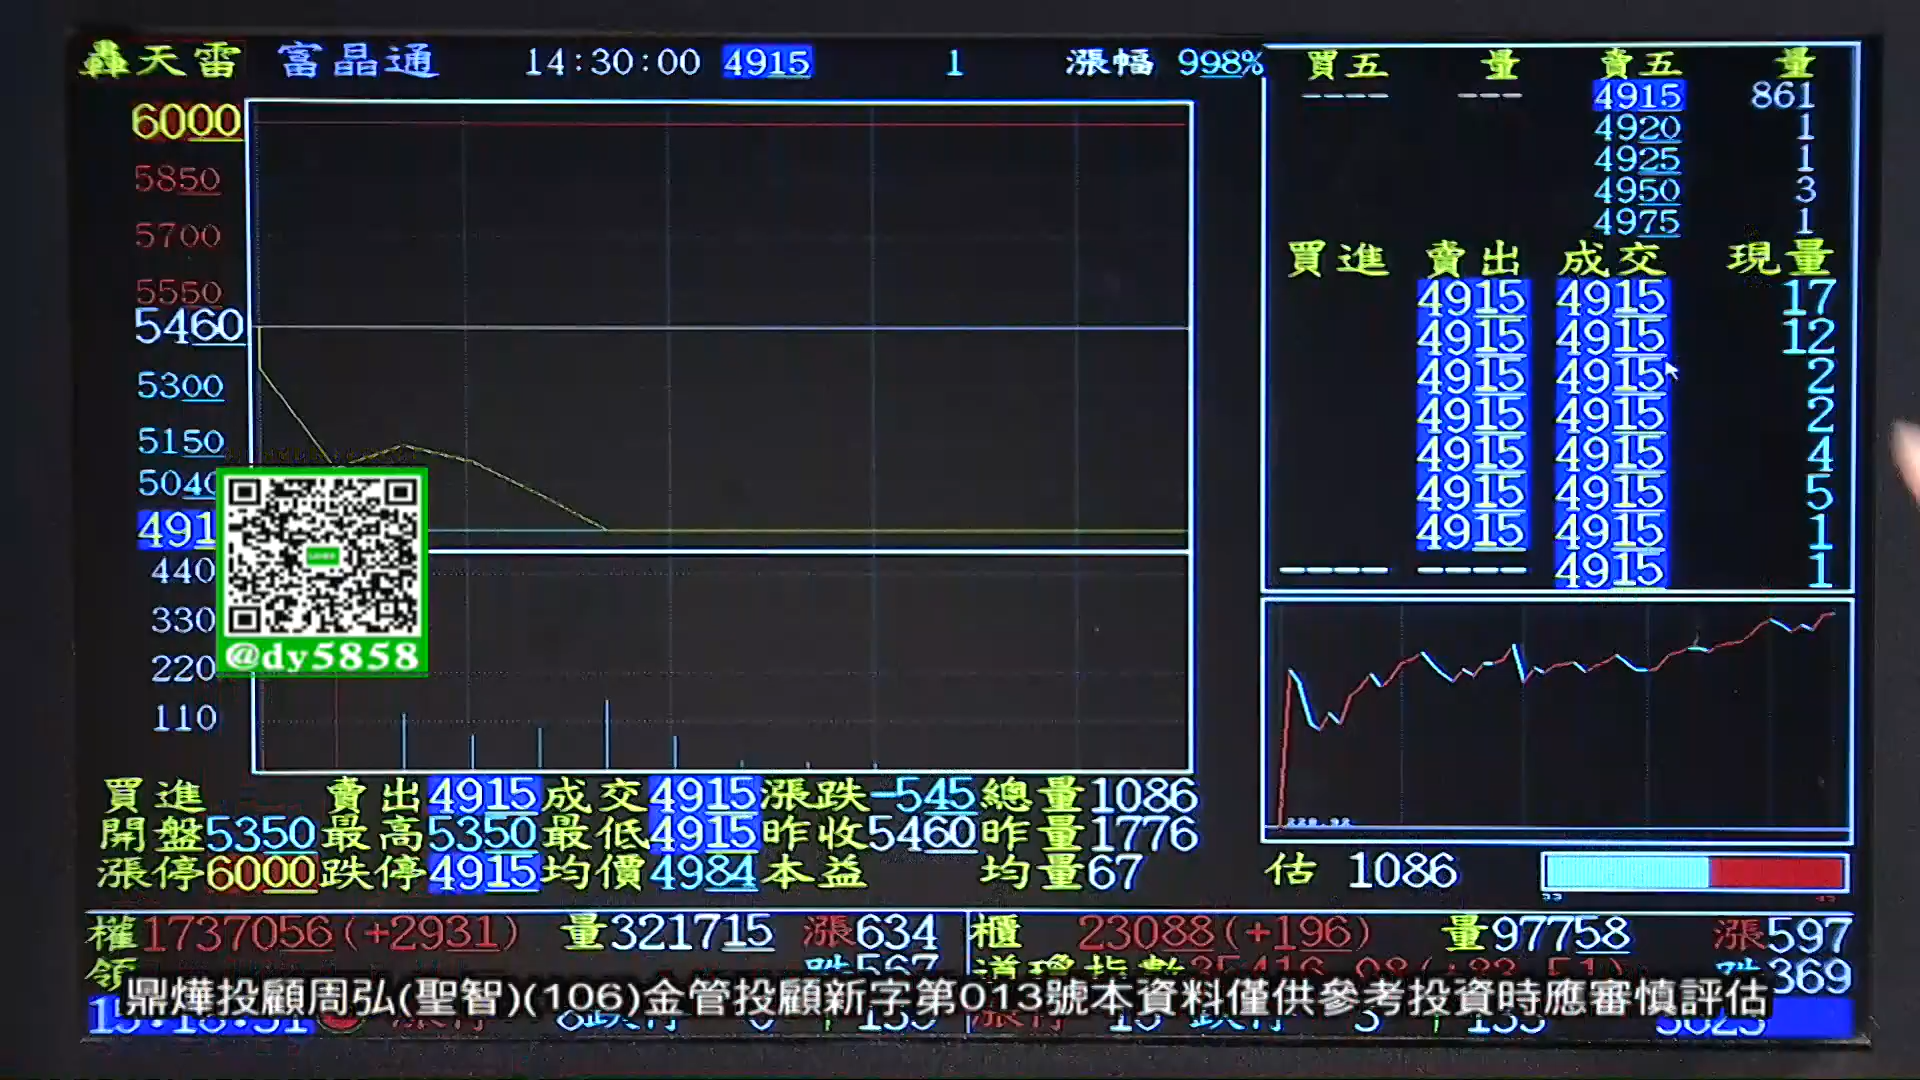 轟天雷 富晶通 14:30:00 4915 1 漲幅 998%
買五 量 賣五 量
---- --- 4915 861
4920 1
4925 1
4950 3
4975 1
買進 賣出 成交 現量
4915 4915 17
4915 4915 12
4915 4915 2
4915 4915 2
4915 4915 4
4915 4915 5
4915 4915 1
---- ---- 4915 1
6000
5850
5700
5550
5460
5300
5150
5040
491
440
330
220
110
@dy5858
買進 賣出4915成交4915漲跌-545總量1086
開盤5350最高5350最低4915昨收5460昨量1776
漲停6000跌停4915均價4984本益 均量67
估 1086
權1737056(+2931) 量321715 漲634
櫃 23088(+196) 量97758 漲597
跌567
跌369
鼎燁投顧周弘(聖智)(106)金管投顧新字第013號本資料僅供參考投資時應審慎評估